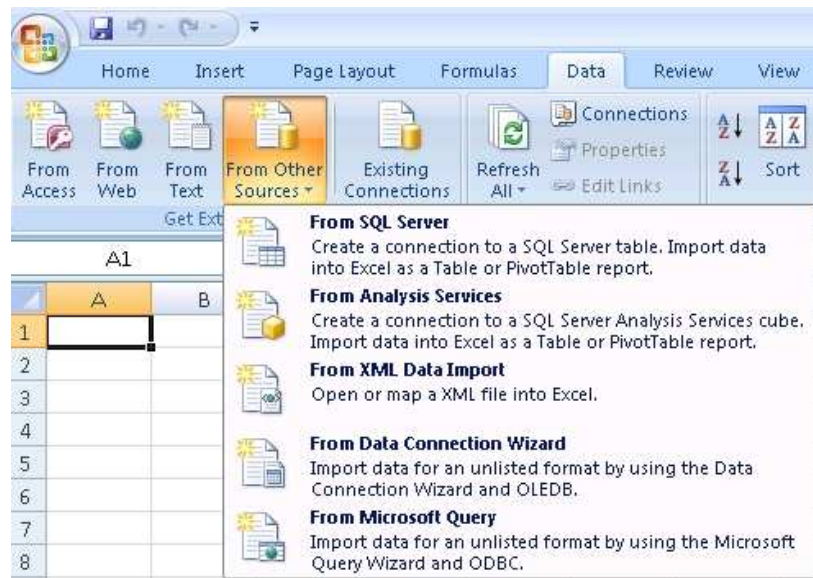 Home Insert Page Layout Formulas Data Review View
From Access
From Web
From Text
From Other Sources
Existing Connections
Refresh All
Connections
Properties
Edit Links
A
Z
Z
A
A Z
Z A
Sort
Get Ext
A1
A B
1
2
3
4
5
6
7
8
From SQL Server
Create a connection to a SQL Server table. Import data
into Excel as a Table or PivotTable report.
From Analysis Services
Create a connection to a SQL Server Analysis Services cube.
Import data into Excel as a Table or PivotTable report.
From XML Data Import
Open or map a XML file into Excel.
From Data Connection Wizard
Import data for an unlisted format by using the Data
Connection Wizard and OLEDB.
From Microsoft Query
Import data for an unlisted format by using the Microsoft
Query Wizard and ODBC.